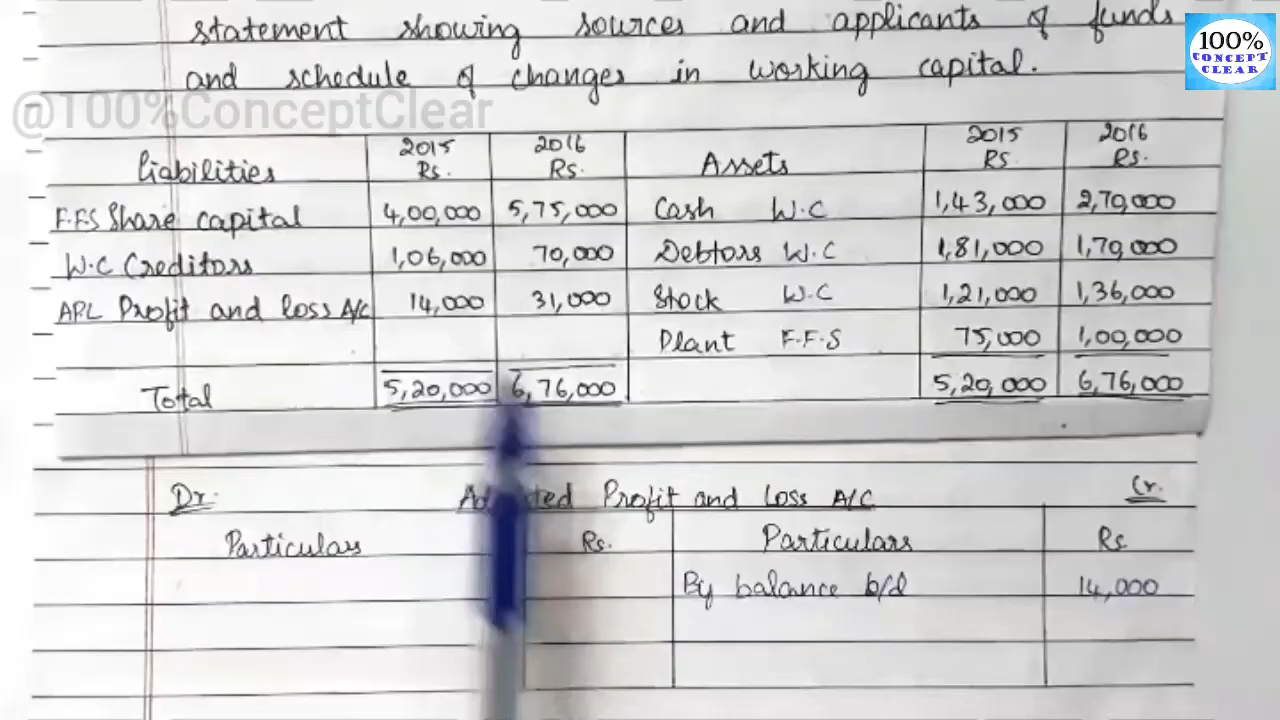 statement showing sources and applicants of funds
and schedule of changes in working capital.
100%
CONCEPT
CLEAR
@100%ConceptClear
Liabilities 2015 Rs. 2016 Rs. Assets 2015 Rs. 2016 Rs.
F.F.S Share capital 4,00,000 5,75,000 Cash W.C 1,43,000 2,70,000
W.C Creditors 1,06,000 70,000 Debtors W.C 1,81,000 1,70,000
APL Profit and loss A/C 14,000 31,000 Stock W.C 1,21,000 1,36,000
Plant F.F.S 75,000 1,00,000
Total 5,20,000 6,76,000 5,20,000 6,76,000
Dr. Profit and Loss A/C Cr.
Particulars Rs. Particulars Rs.
By balance b/d 14,000